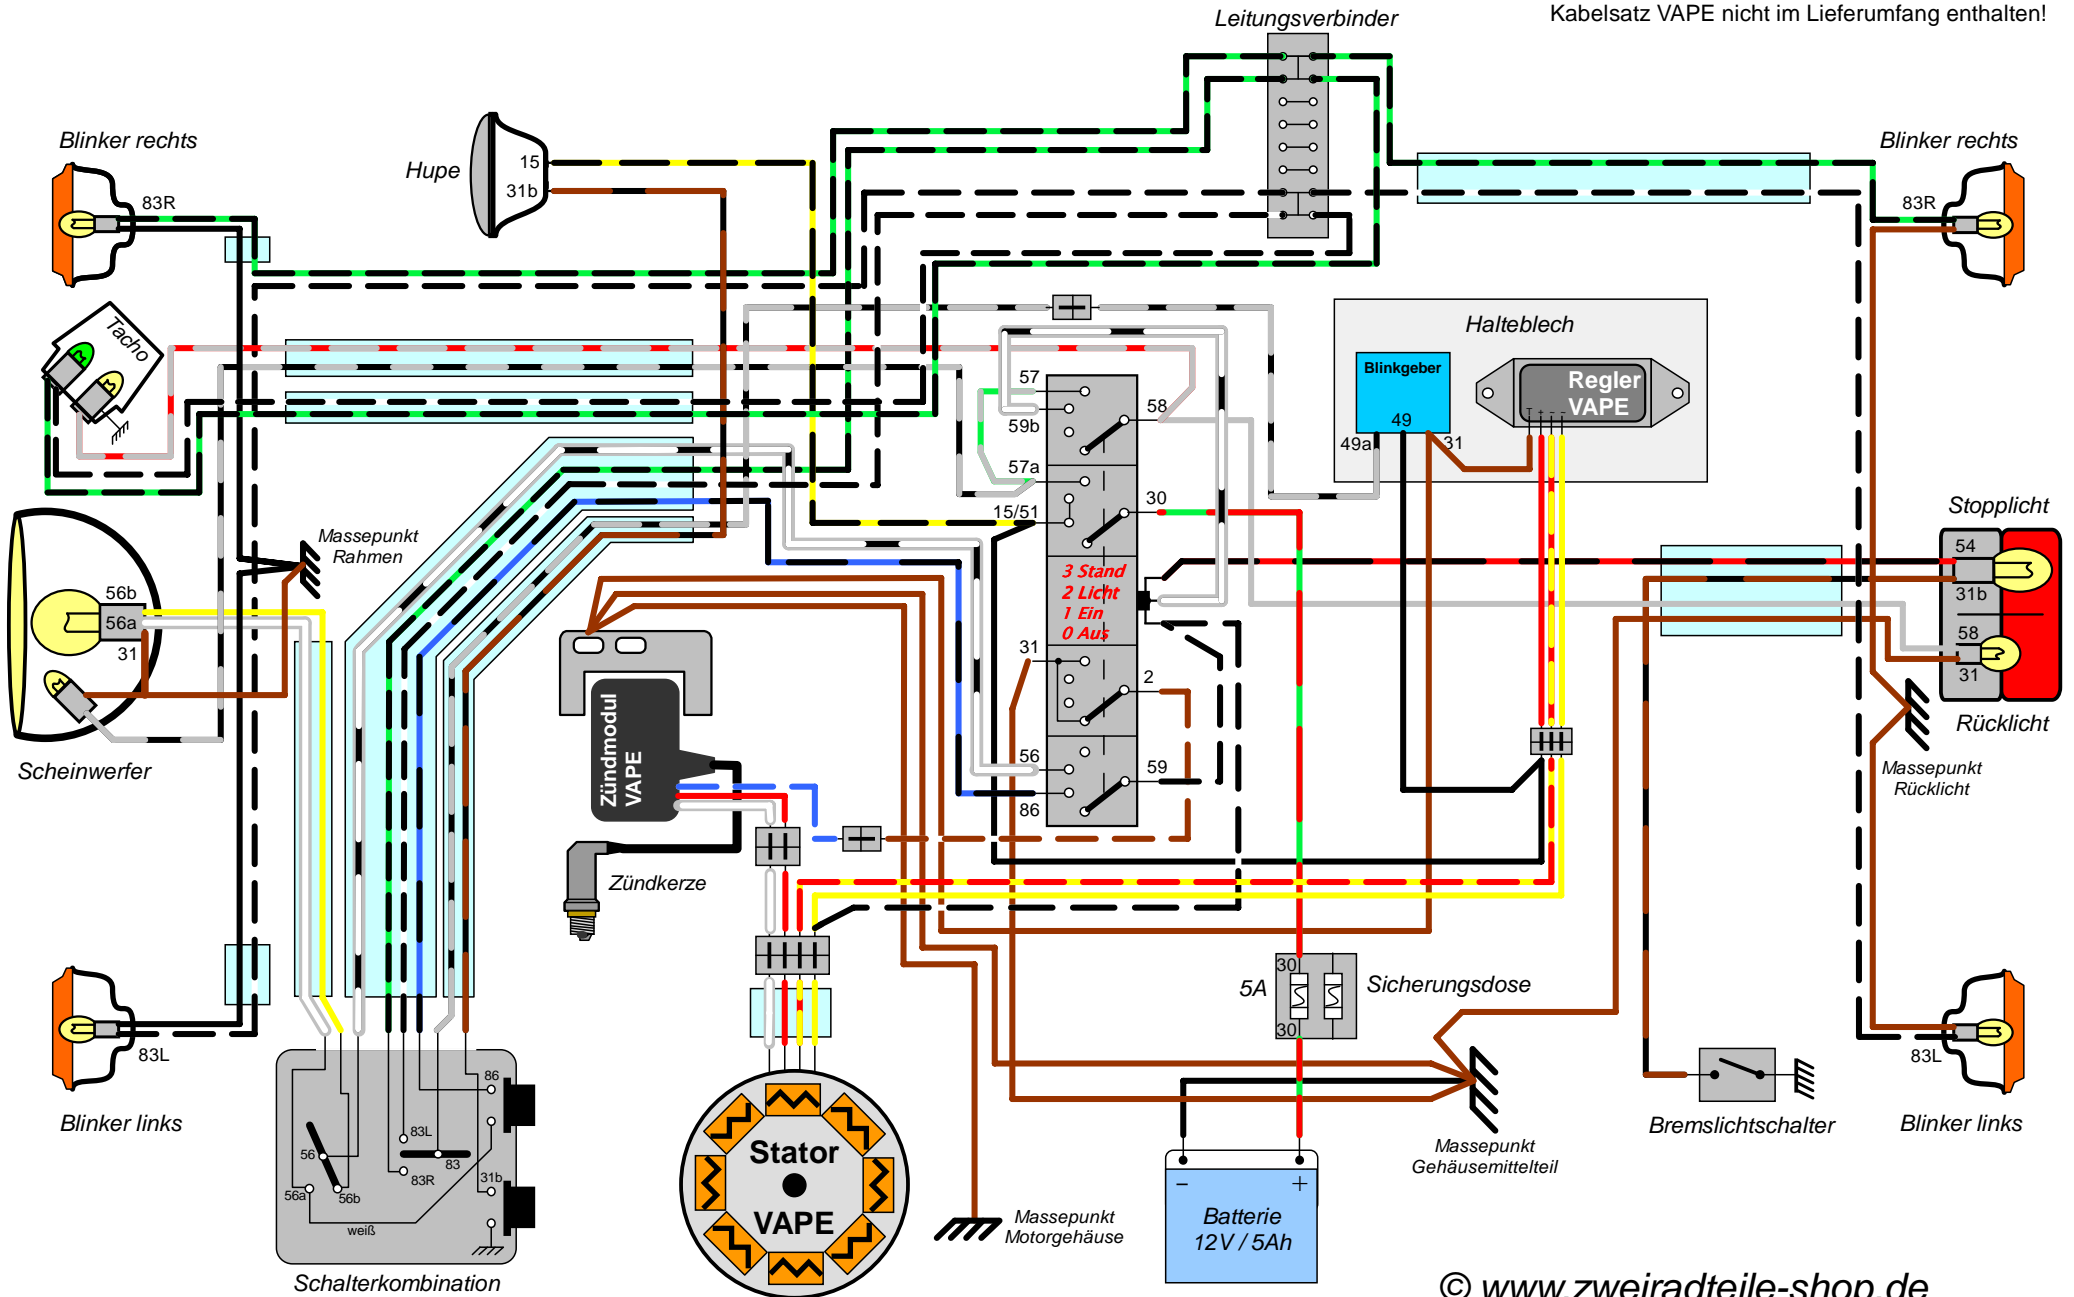 Leitungsverbinder
Kabelsatz VAPE nicht im Lieferumfang enthalten!
Blinker rechts
83R
Hupe
15
31b
Blinker rechts
83R
Tacho
Halteblech
Blinkgeber
49
49a
31
Regler
VAPE
57
59b
58
57a
30
15/51
3 Stand
2 Licht
1 Ein
0 Aus
31
2
56
59
86
Massepunkt
Rahmen
56b
56a
31
Scheinwerfer
Stopplicht
54
31b
58
31
Rücklicht
Massepunkt
Rücklicht
Zündmodul
VAPE
Zündkerze
5A
30
30
Sicherungsdose
83L
Blinker links
86
83L
56
83
83R
56a
56b
31b
weiß
Schalterkombination
Stator
VAPE
Massepunkt
Motorgehäuse
- +
Batterie
12V / 5Ah
Massepunkt
Gehäusemittelteil
Bremslichtschalter
83L
Blinker links
© www.zweiradteile-shop.de